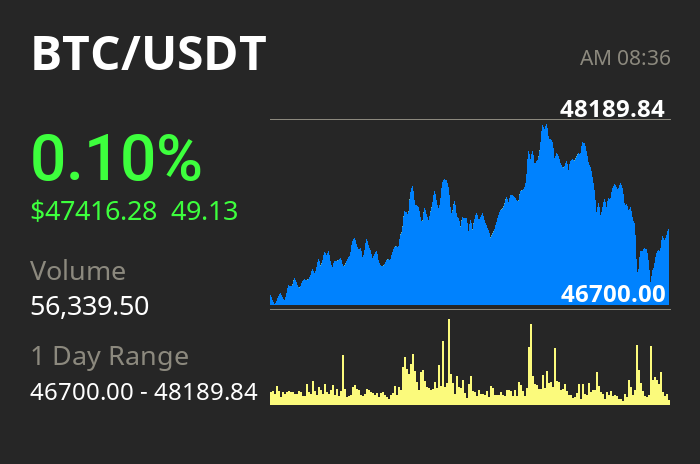 BTC/USDT
AM 08:36
48189.84
0.10%
$47416.28 49.13
Volume
56,339.50
46700.00
1 Day Range
46700.00 - 48189.84